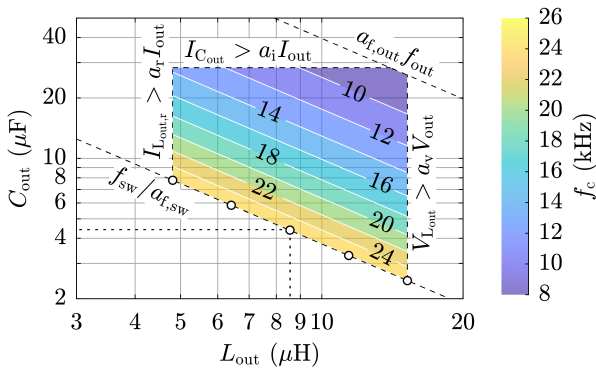 40
20
10
8
6
4
2
C_out (μF)
3 4 5 6 7 8 9 10 20
L_out (μH)
I_Cout > a_i I_out
a_f,out f_out
I_Lout,r > a_r I_out
V_Lout > a_v V_out
f_sw/a_f,sw
10
12
14
16
18
20
22
24
26
24
22
20
18
16
14
12
10
8
f_c (kHz)